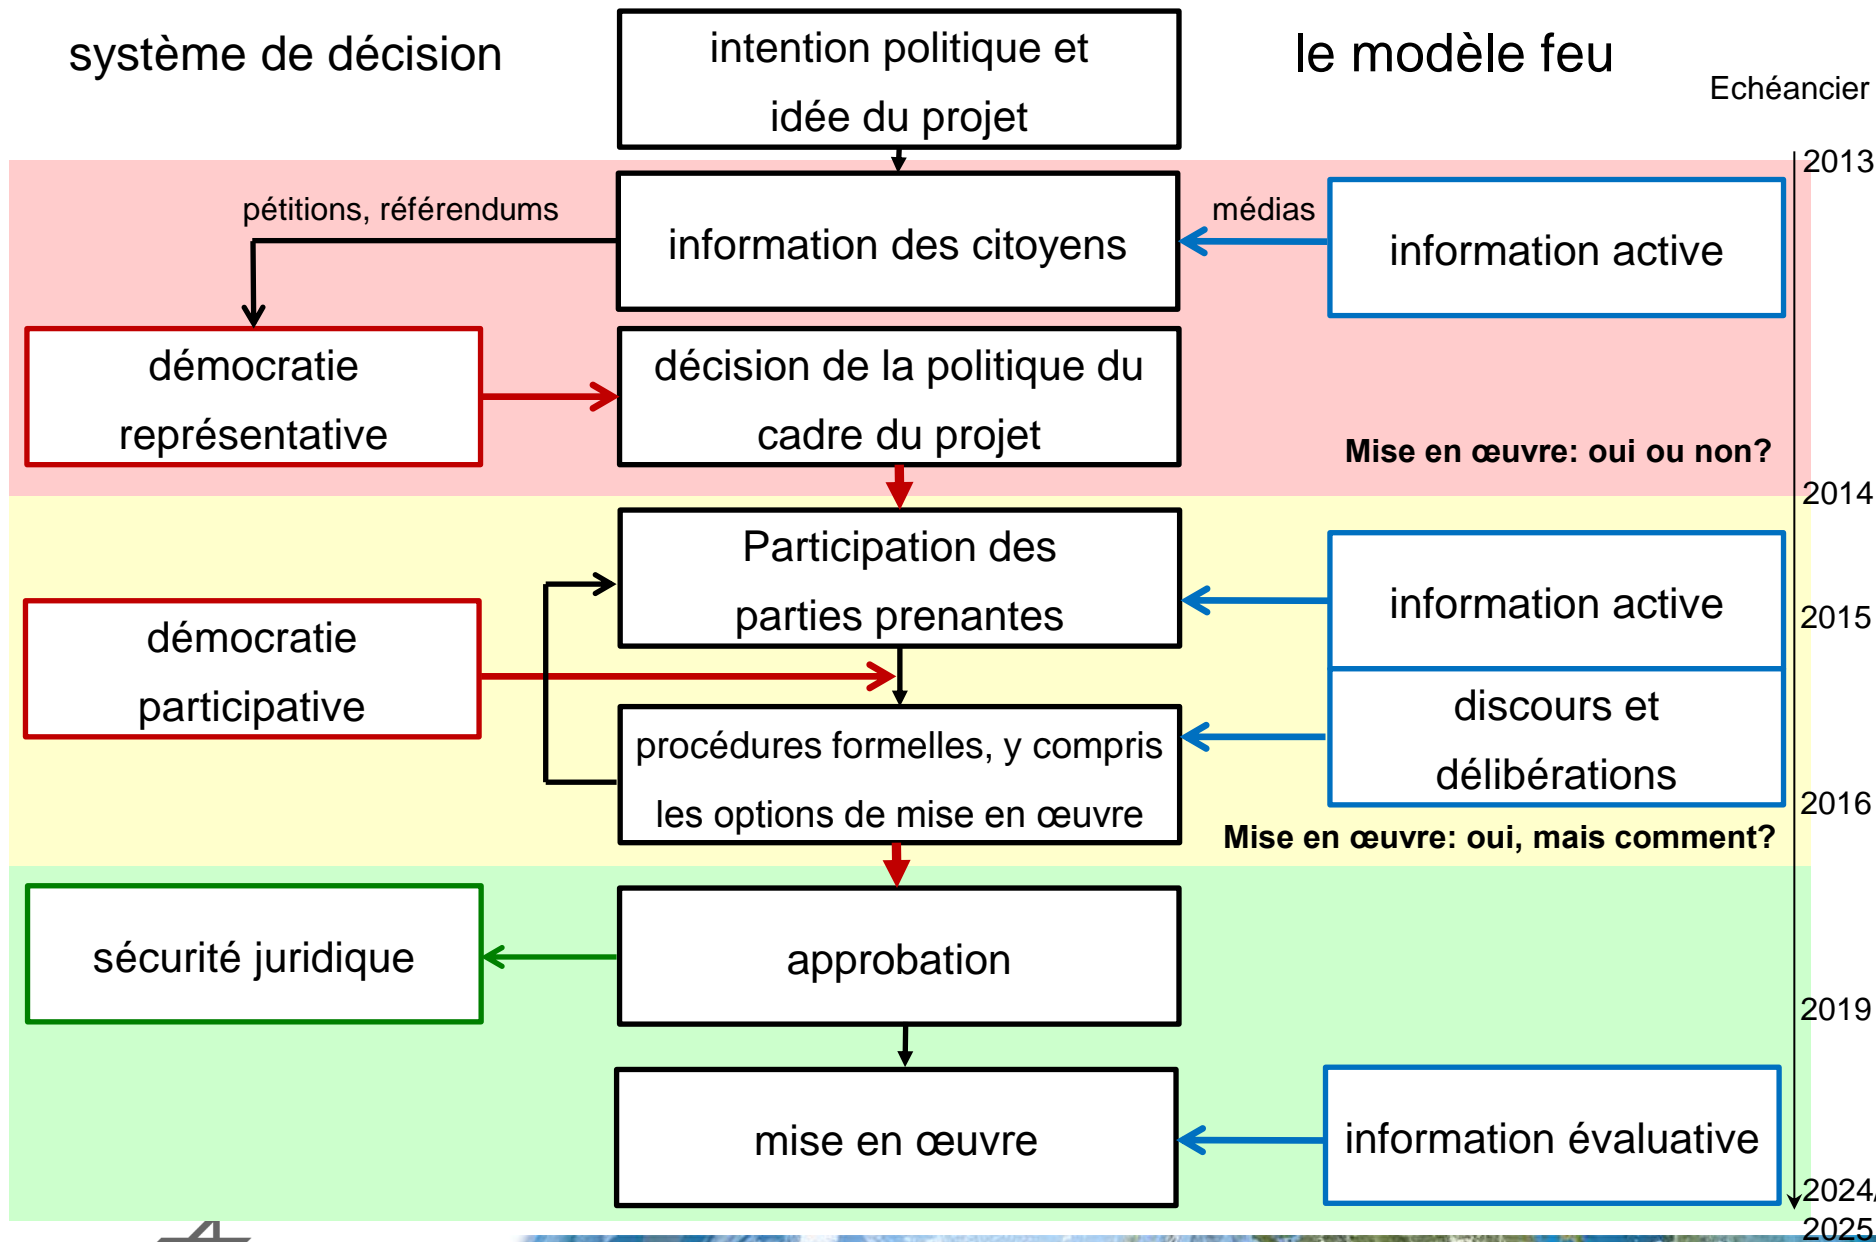 système de décision
intention politique et
idée du projet
le modèle feu
Echéancier
2013
pétitions, référendums
information des citoyens
médias
information active
démocratie
représentative
décision de la politique du
cadre du projet
Mise en œuvre: oui ou non?
2014
Participation des
parties prenantes
information active
2015
démocratie
participative
procédures formelles, y compris
les options de mise en œuvre
discours et
délibérations
2016
Mise en œuvre: oui, mais comment?
sécurité juridique
approbation
2019
mise en œuvre
information évaluative
2024/
2025